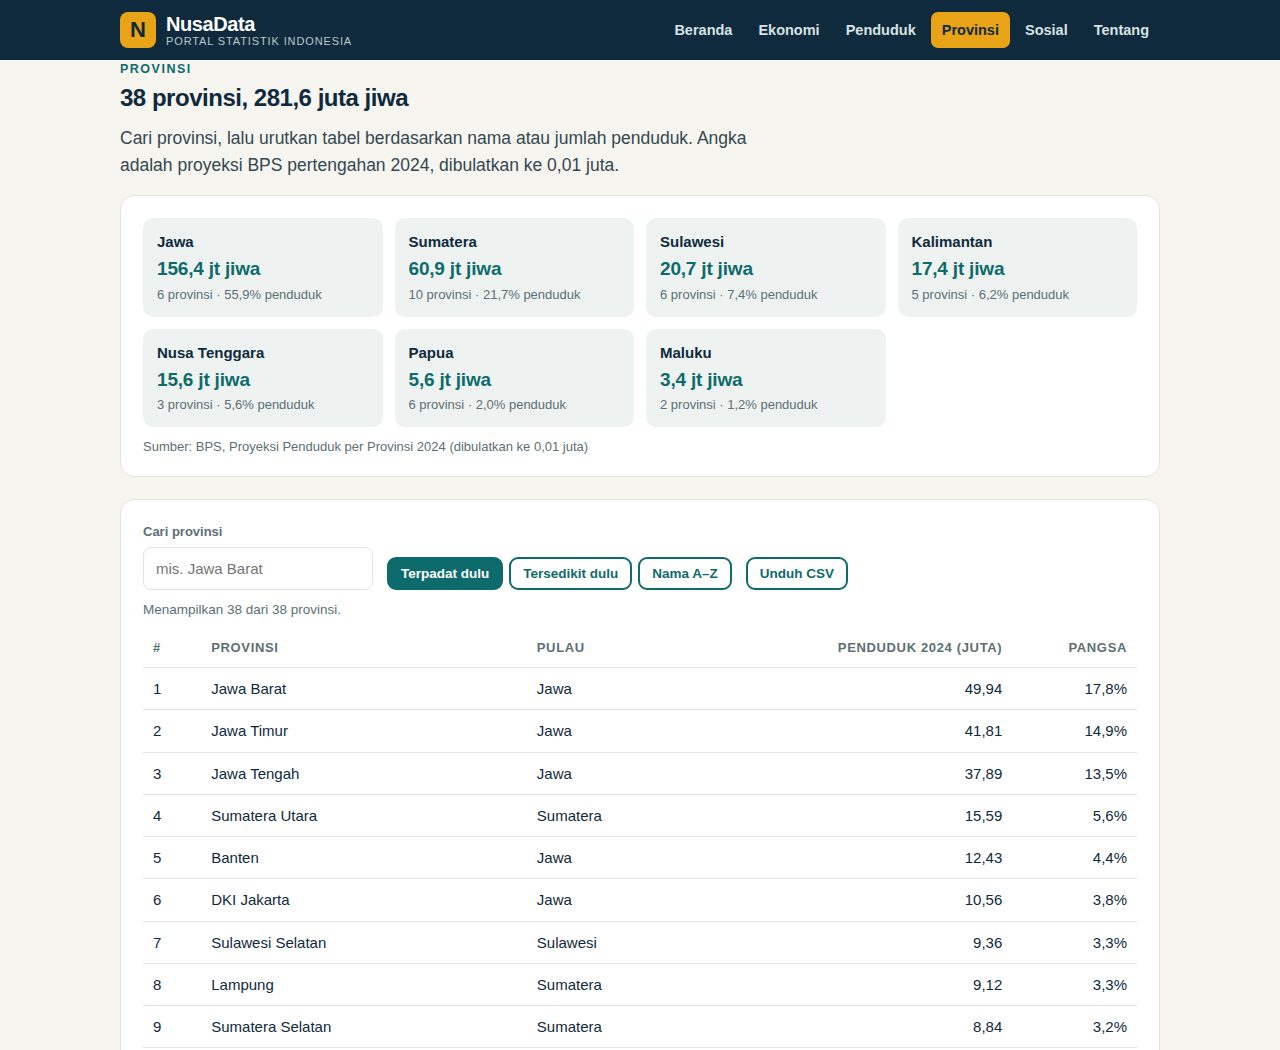 N
NusaData
PORTAL STATISTIK INDONESIA
Beranda Ekonomi Penduduk Provinsi Sosial Tentang
PROVINSI
38 provinsi, 281,6 juta jiwa
Cari provinsi, lalu urutkan tabel berdasarkan nama atau jumlah penduduk. Angka
adalah proyeksi BPS pertengahan 2024, dibulatkan ke 0,01 juta.
Jawa
156,4 jt jiwa
6 provinsi · 55,9% penduduk
Sumatera
60,9 jt jiwa
10 provinsi · 21,7% penduduk
Sulawesi
20,7 jt jiwa
6 provinsi · 7,4% penduduk
Kalimantan
17,4 jt jiwa
5 provinsi · 6,2% penduduk
Nusa Tenggara
15,6 jt jiwa
3 provinsi · 5,6% penduduk
Papua
5,6 jt jiwa
6 provinsi · 2,0% penduduk
Maluku
3,4 jt jiwa
2 provinsi · 1,2% penduduk
Sumber: BPS, Proyeksi Penduduk per Provinsi 2024 (dibulatkan ke 0,01 juta)
Cari provinsi
mis. Jawa Barat
Terpadat dulu Tersedikit dulu Nama A–Z Unduh CSV
Menampilkan 38 dari 38 provinsi.
# PROVINSI PULAU PENDUDUK 2024 (JUTA) PANGSA
1 Jawa Barat Jawa 49,94 17,8%
2 Jawa Timur Jawa 41,81 14,9%
3 Jawa Tengah Jawa 37,89 13,5%
4 Sumatera Utara Sumatera 15,59 5,6%
5 Banten Jawa 12,43 4,4%
6 DKI Jakarta Jawa 10,56 3,8%
7 Sulawesi Selatan Sulawesi 9,36 3,3%
8 Lampung Sumatera 9,12 3,3%
9 Sumatera Selatan Sumatera 8,84 3,2%